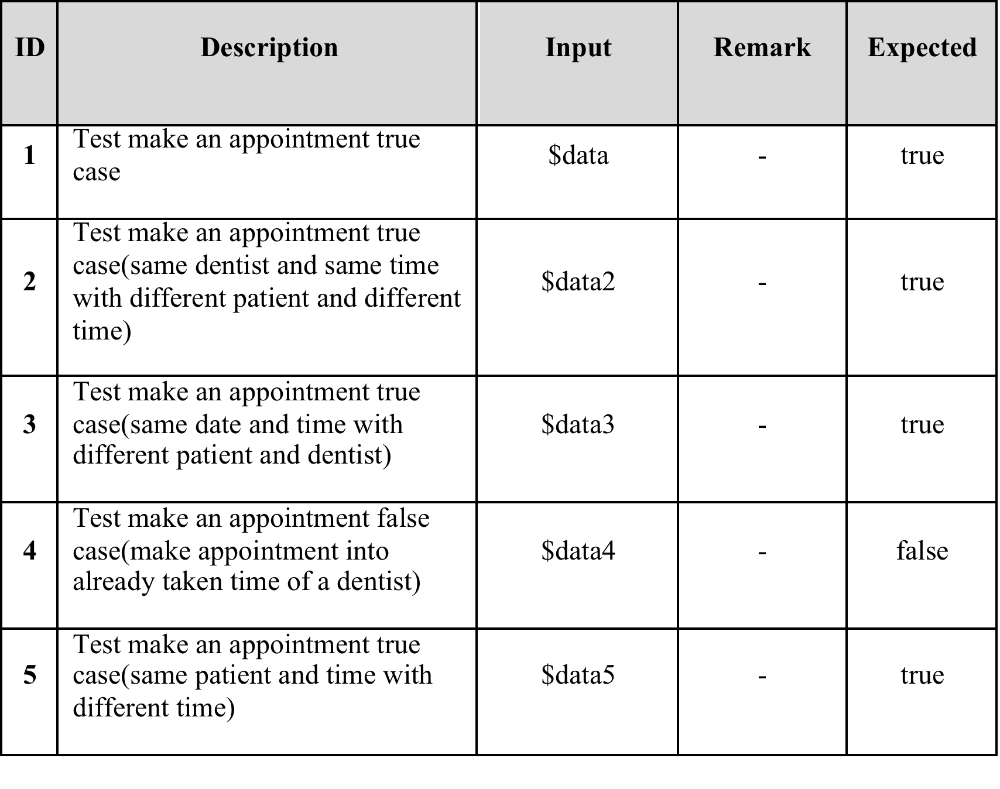 ID Description Input Remark Expected
Test make an appointment true
1 $data - true
case
Test make an appointment true
case(same dentist and same time
2 $data2 - true
with different patient and different
time)
Test make an appointment true
3 case(same date and time with $data3 - true
different patient and dentist)
Test make an appointment false
4 case(make appointment into $data4 - false
already taken time of a dentist)
Test make an appointment true
5 case(same patient and time with $data5 - true
different time)